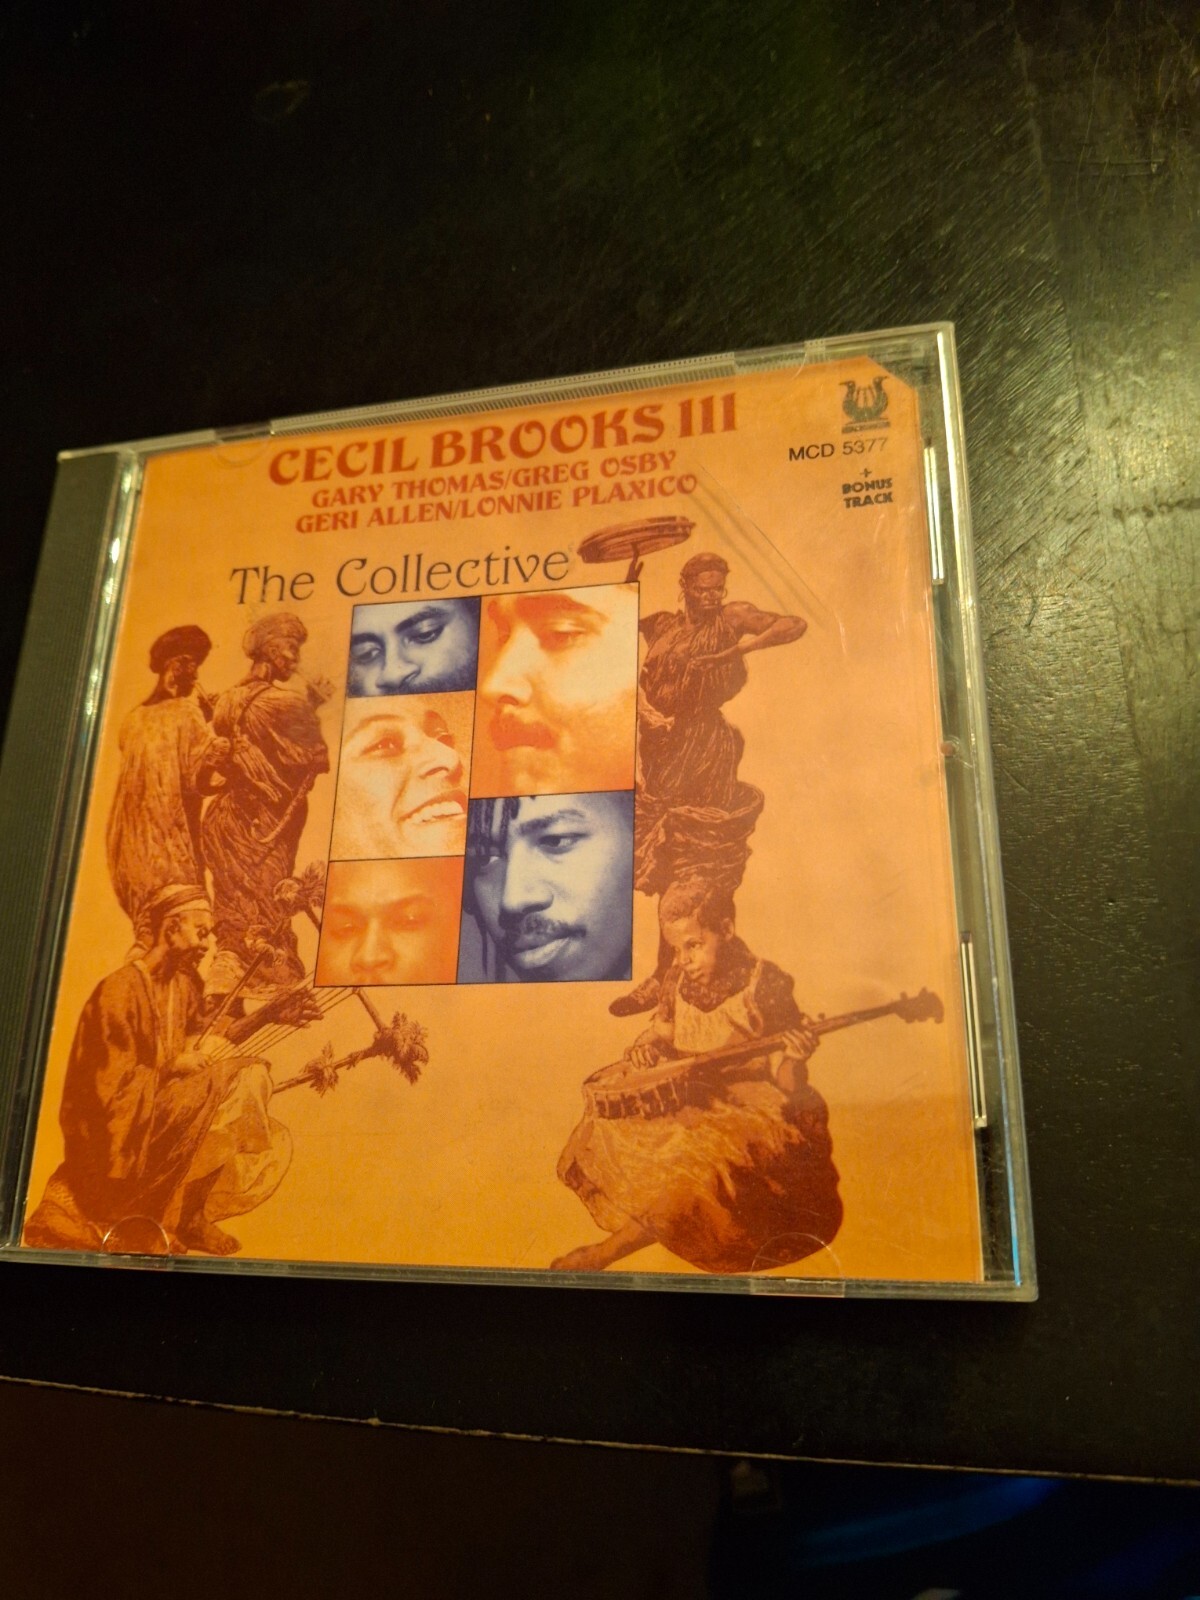 CECIL BROOKS III
GARY THOMAS/GREG OSBY
GERI ALLEN/LONNIE PLAXICO
The Collective
MCD 5377
+
BONUS
TRACK